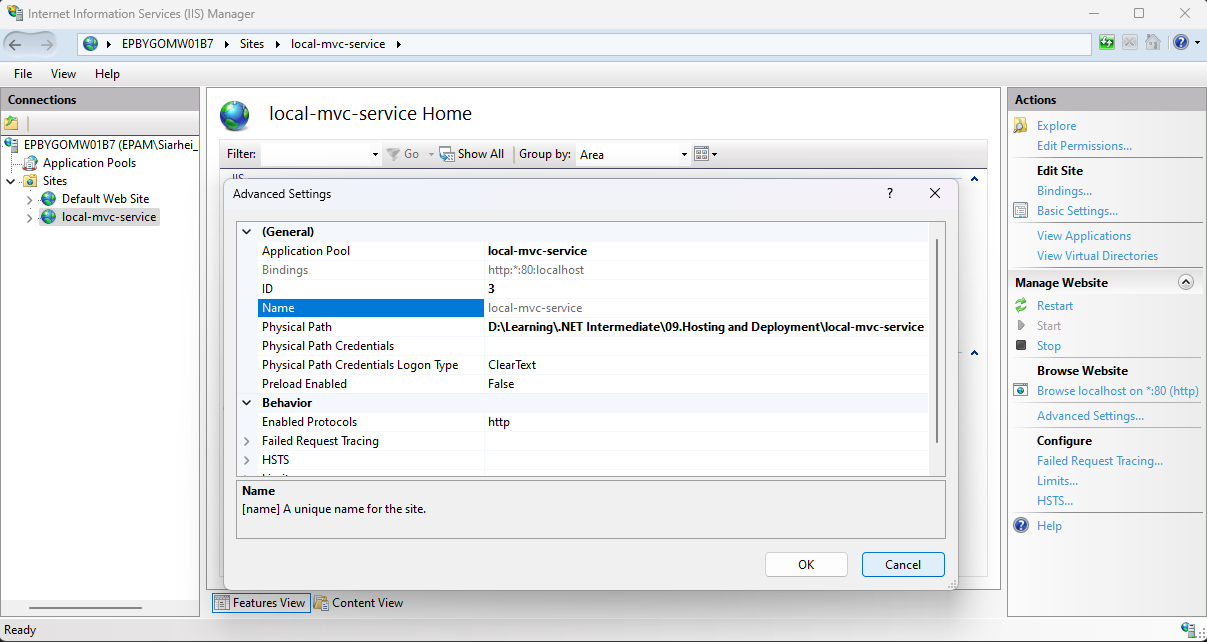 Internet Information Services (IIS) Manager
EPBYGOMW01B7 Sites local-mvc-service
File View Help
Connections
EPBYGOMW01B7 (EPAM\Siarhei_
Application Pools
Sites
Default Web Site
local-mvc-service
local-mvc-service Home
Filter: Go Show All Group by: Area
IIS
Advanced Settings
(General)
Application Pool local-mvc-service
Bindings http:*:80:localhost
ID 3
Name local-mvc-service
Physical Path D:\Learning\.NET Intermediate\09.Hosting and Deployment\local-mvc-service
Physical Path Credentials
Physical Path Credentials Logon Type ClearText
Preload Enabled False
Behavior
Enabled Protocols http
Failed Request Tracing
HSTS
Name
[name] A unique name for the site.
OK Cancel
Features View Content View
Actions
Explore
Edit Permissions...
Edit Site
Bindings...
Basic Settings...
View Applications
View Virtual Directories
Manage Website
Restart
Start
Stop
Browse Website
Browse localhost on *:80 (http)
Advanced Settings...
Configure
Failed Request Tracing...
Limits...
HSTS...
Help
Ready